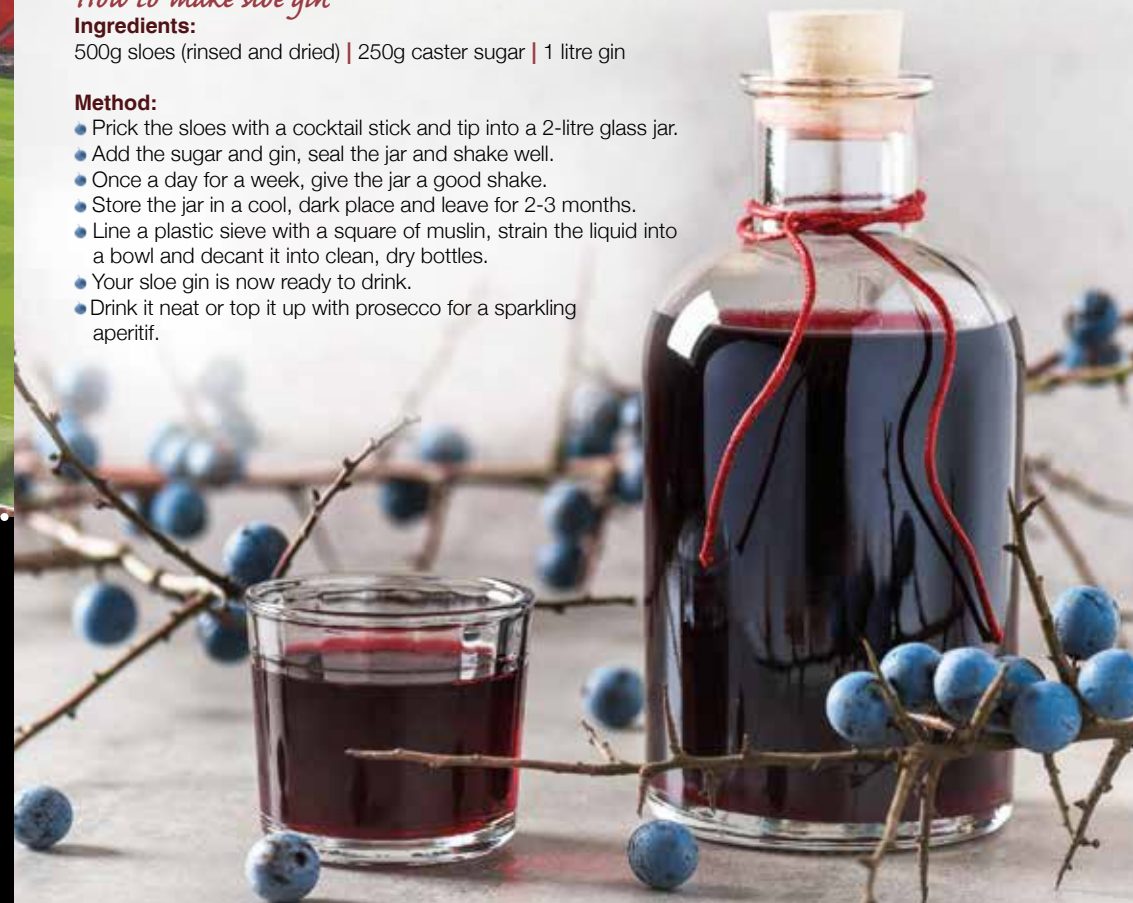 How to make sloe gin
Ingredients:
500g sloes (rinsed and dried) | 250g caster sugar | 1 litre gin
Method:
Prick the sloes with a cocktail stick and tip into a 2-litre glass jar.
Add the sugar and gin, seal the jar and shake well.
Once a day for a week, give the jar a good shake.
Store the jar in a cool, dark place and leave for 2-3 months.
Line a plastic sieve with a square of muslin, strain the liquid into
a bowl and decant it into clean, dry bottles.
Your sloe gin is now ready to drink.
Drink it neat or top it up with prosecco for a sparkling
aperitif.